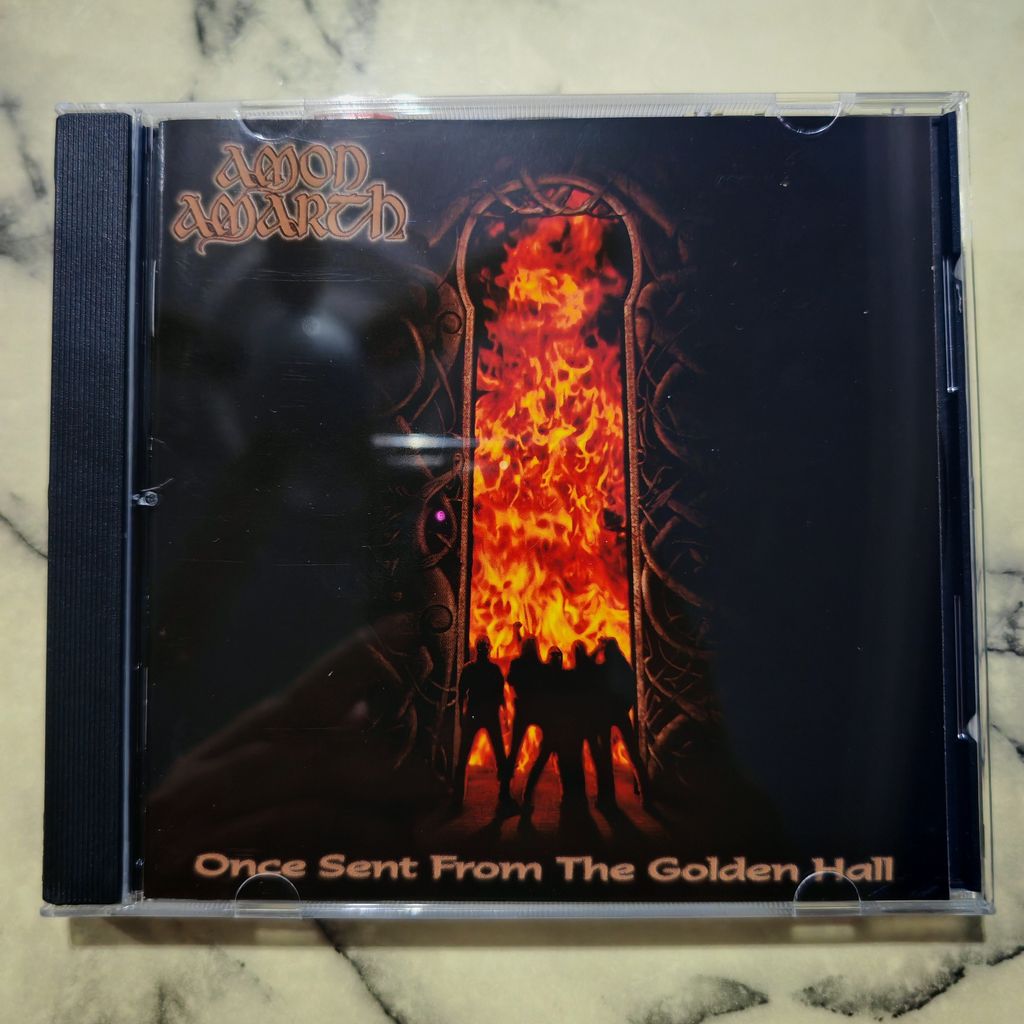 AMON
AMARTH
Once Sent From The Golden Hall